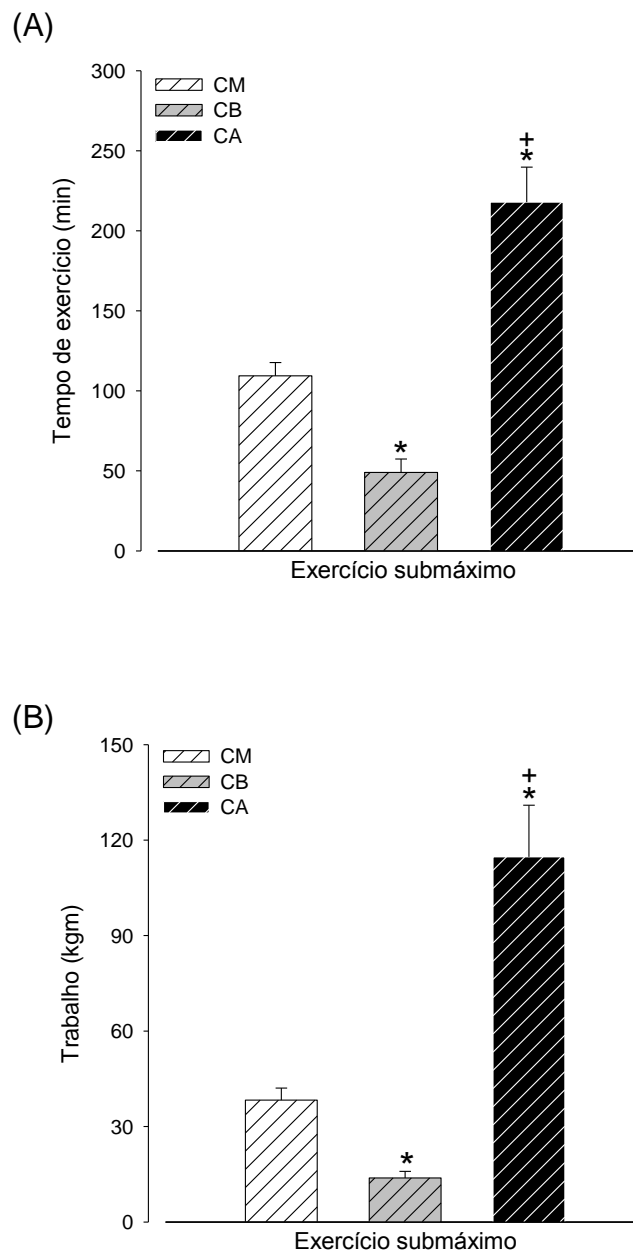 (A)
300
250
200
150
100
50
0
Tempo de exercício (min)
CM
CB
CA
*
+
*
Exercício submáximo
(B)
150
120
90
60
30
0
Trabalho (kgm)
CM
CB
CA
*
+
*
Exercício submáximo